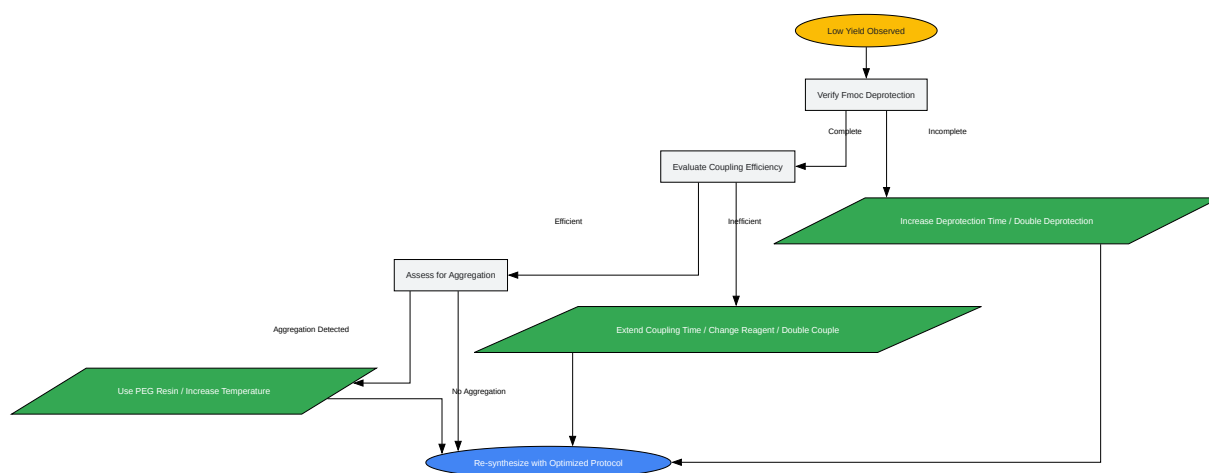 Low Yield Observed
Verify Fmoc Deprotection
Complete
Incomplete
Evaluate Coupling Efficiency
Efficient
Inefficient
Increase Deprotection Time / Double Deprotection
Assess for Aggregation
Aggregation Detected
Extend Coupling Time / Change Reagent / Double Couple
Use PEG Resin / Increase Temperature
No Aggregation
Re-synthesize with Optimized Protocol